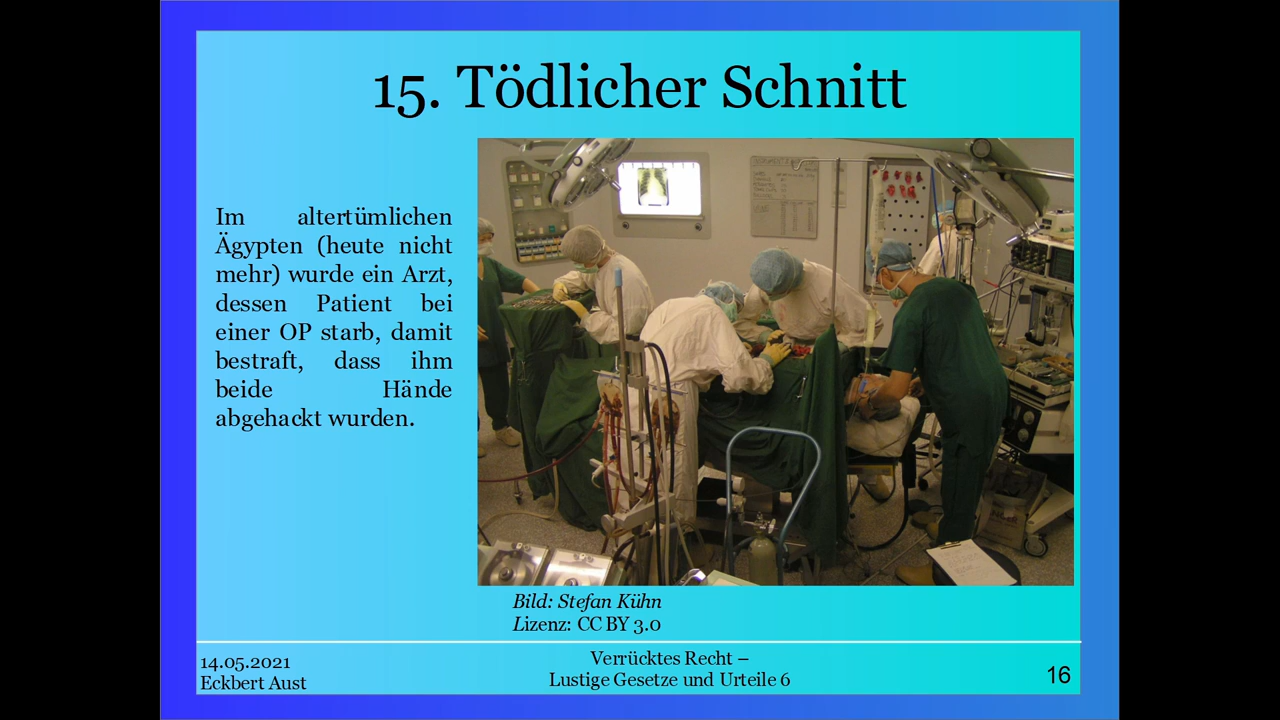 15. Tödlicher Schnitt
Im altertümlichen
Ägypten (heute nicht
mehr) wurde ein Arzt,
dessen Patient bei
einer OP starb, damit
bestraft, dass ihm
beide Hände
abgehackt wurden.
Bild: Stefan Kühn
Lizenz: CC BY 3.0
14.05.2021
Eckbert Aust
Verrücktes Recht –
Lustige Gesetze und Urteile 6
16